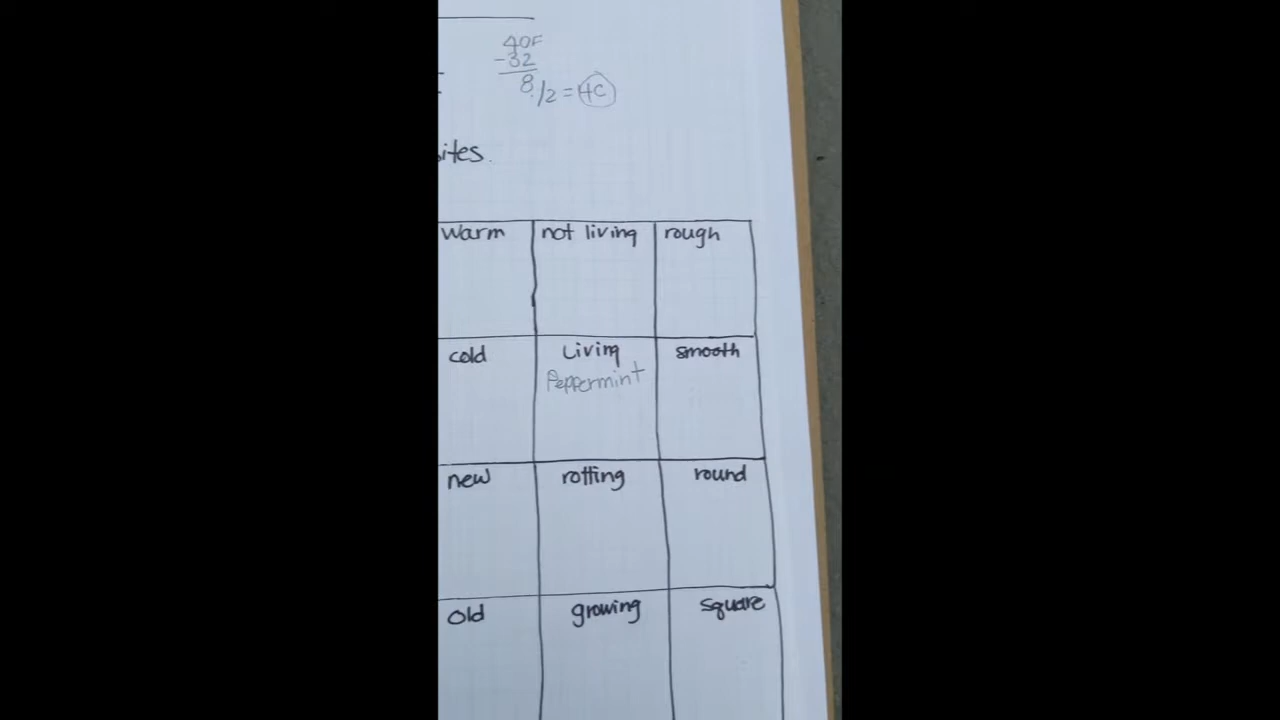 40F
-32
8/2 = 4C
warm not living rough
cold Living smooth
Peppermint
new rotting round
old growing square